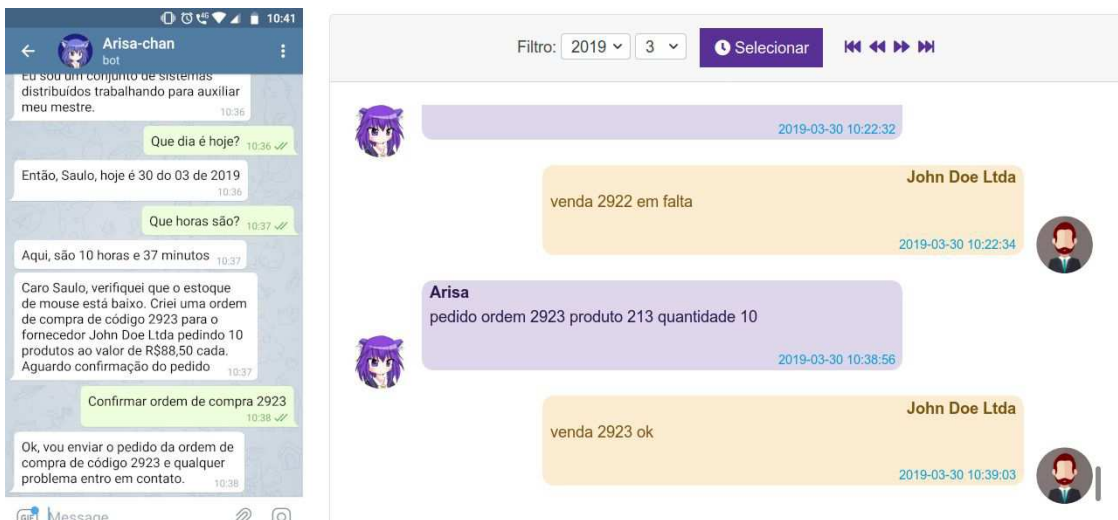 46
10:41
Arisa-chan
bot
Eu sou um conjunto de sistemas
distribuídos trabalhando para auxiliar
meu mestre.
10:36
Que dia é hoje? 10:36
Então, Saulo, hoje é 30 do 03 de 2019
10:36
Que horas são? 10:37
Aqui, são 10 horas e 37 minutos 10:37
Caro Saulo, verifiquei que o estoque
de mouse está baixo. Criei uma ordem
de compra de código 2923 para o
fornecedor John Doe Ltda pedindo 10
produtos ao valor de R$88,50 cada.
Aguardo confirmação do pedido 10:37
Confirmar ordem de compra 2923
10:38
Ok, vou enviar o pedido da ordem de
compra de código 2923 e qualquer
problema entro em contato. 10:38
GIF Message
Filtro: 2019 3 Selecionar
2019-03-30 10:22:32
John Doe Ltda
venda 2922 em falta
2019-03-30 10:22:34
Arisa
pedido ordem 2923 produto 213 quantidade 10
2019-03-30 10:38:56
John Doe Ltda
venda 2923 ok
2019-03-30 10:39:03